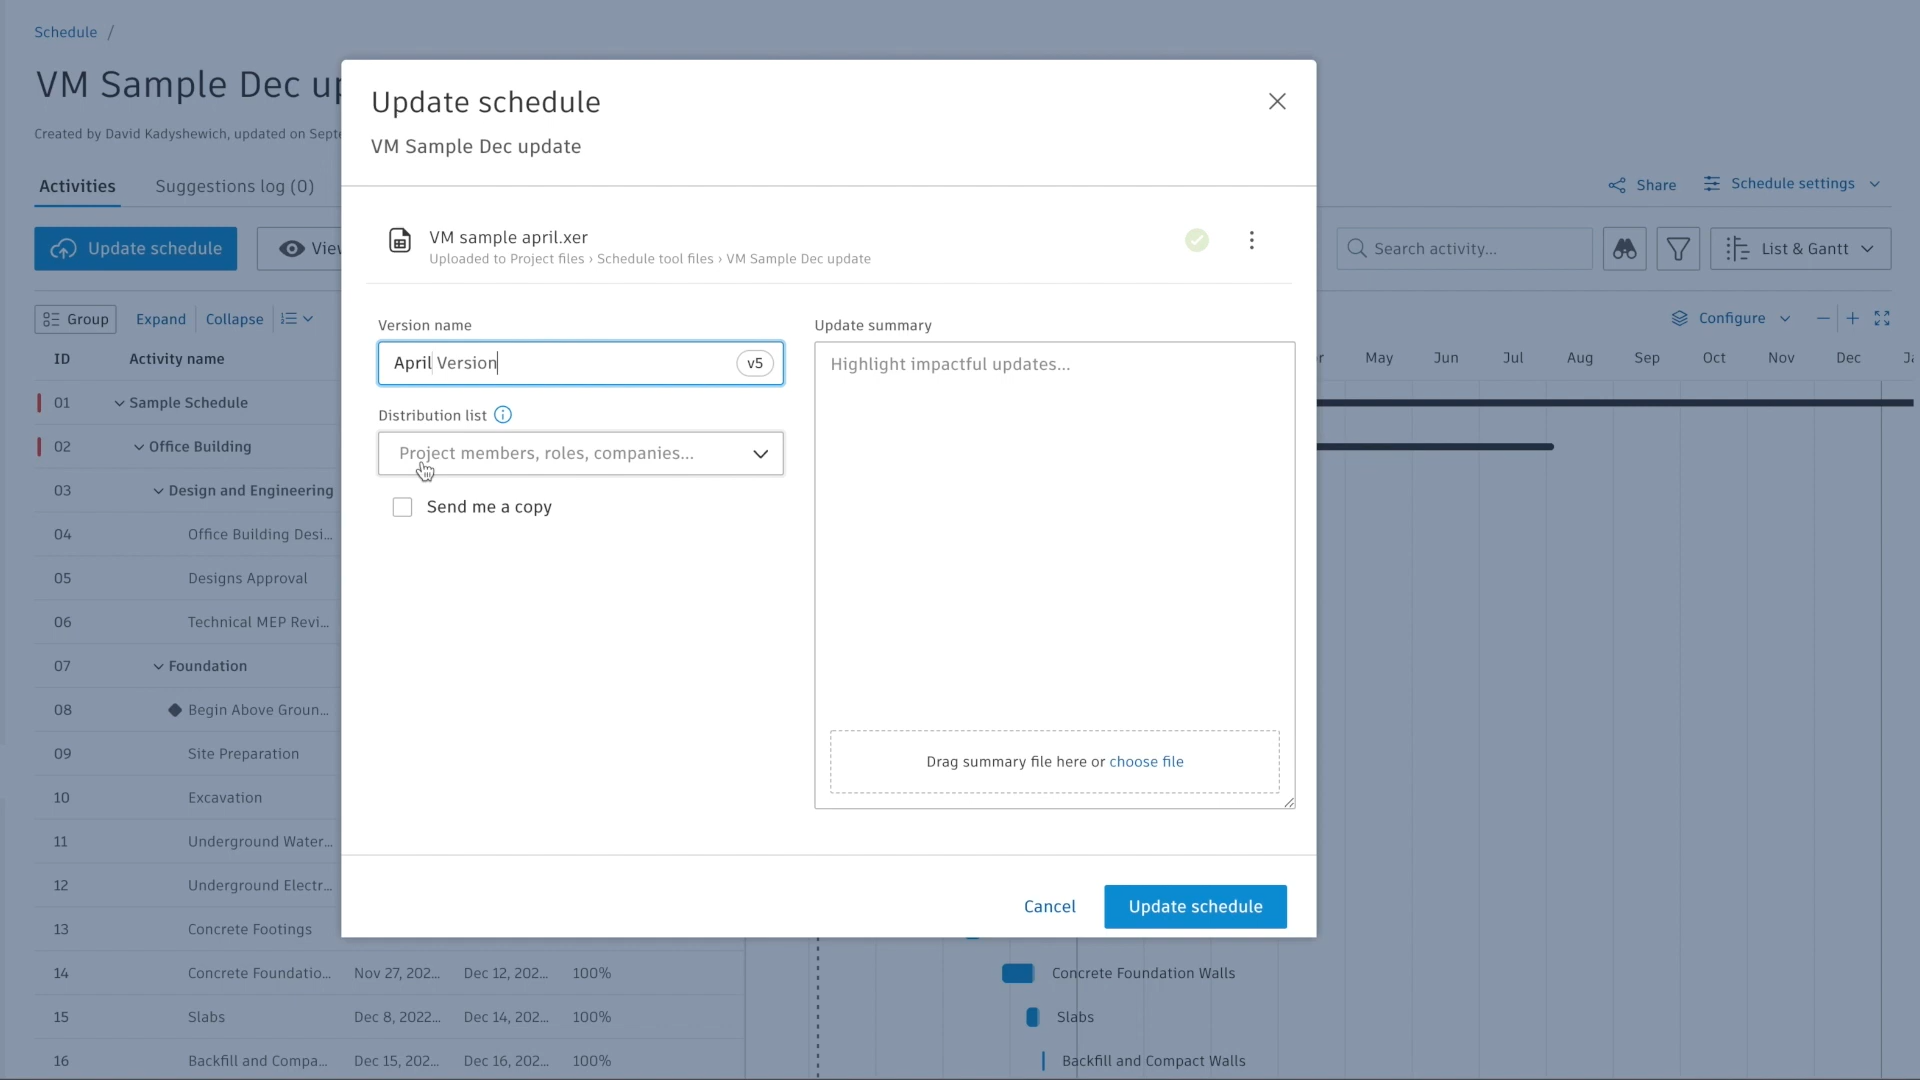 Schedule /
VM Sample Dec up
Created by David Kadyshewich, updated on Sept
Activities
Suggestions log (0)
Share
Schedule settings
Update schedule
View
Search activity...
List & Gantt
Group
Expand
Collapse
Configure
ID
Activity name
May Jun Jul Aug Sep Oct Nov Dec
01 Sample Schedule
02 Office Building
03 Design and Engineering
04 Office Building Desi...
05 Designs Approval
06 Technical MEP Revi...
07 Foundation
08 Begin Above Groun...
09 Site Preparation
10 Excavation
11 Underground Water...
12 Underground Electr...
13 Concrete Footings
14 Concrete Foundatio... Nov 27, 202... Dec 12, 202... 100% Concrete Foundation Walls
15 Slabs Dec 8, 2022... Dec 14, 202... 100% Slabs
16 Backfill and Compa... Dec 15, 202... Dec 16, 202... 100% Backfill and Compact Walls
Update schedule
VM Sample Dec update
VM sample april.xer
Uploaded to Project files › Schedule tool files › VM Sample Dec update
Version name
April Version
v5
Distribution list
Project members, roles, companies...
Send me a copy
Update summary
Highlight impactful updates...
Drag summary file here or choose file
Cancel
Update schedule